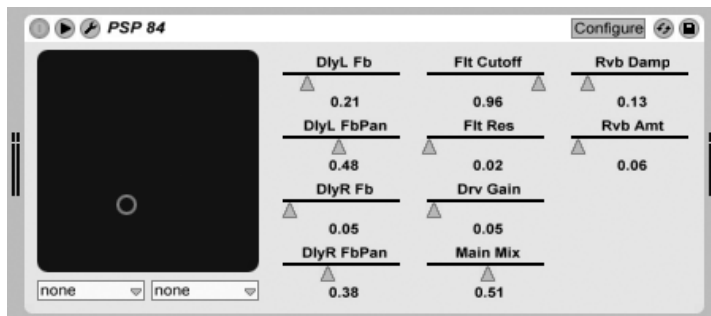 PSP 84 Configure
DlyL Fb Flt Cutoff Rvb Damp
0.21 0.96 0.13
DlyL FbPan Flt Res Rvb Amt
0.48 0.02 0.06
DlyR Fb Drv Gain
0.05 0.05
DlyR FbPan Main Mix
none none 0.38 0.51